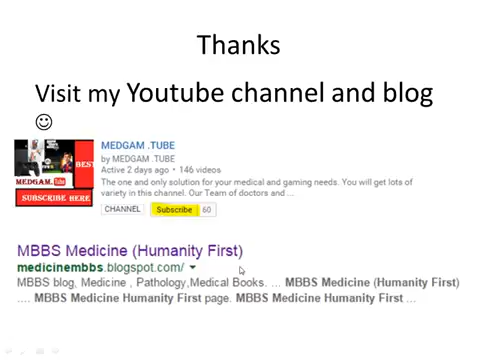 Thanks
Visit my Youtube channel and blog
☺
MEDGAM .TUBE
by MEDGAM .TUBE
Active 2 days ago • 146 videos
The one and only solution for your medical and gaming needs. You will get lots of
variety in this channel. Our Team of doctors and ...
CHANNEL Subscribe 60
BEST
MEDGAM.Tube
SUBSCRIBE HERE
MBBS Medicine (Humanity First)
medicinembbs.blogspot.com/
MBBS blog, Medicine , Pathology,Medical Books. ... MBBS Medicine (Humanity First)
.... MBBS Medicine Humanity First page. MBBS Medicine Humanity First ...